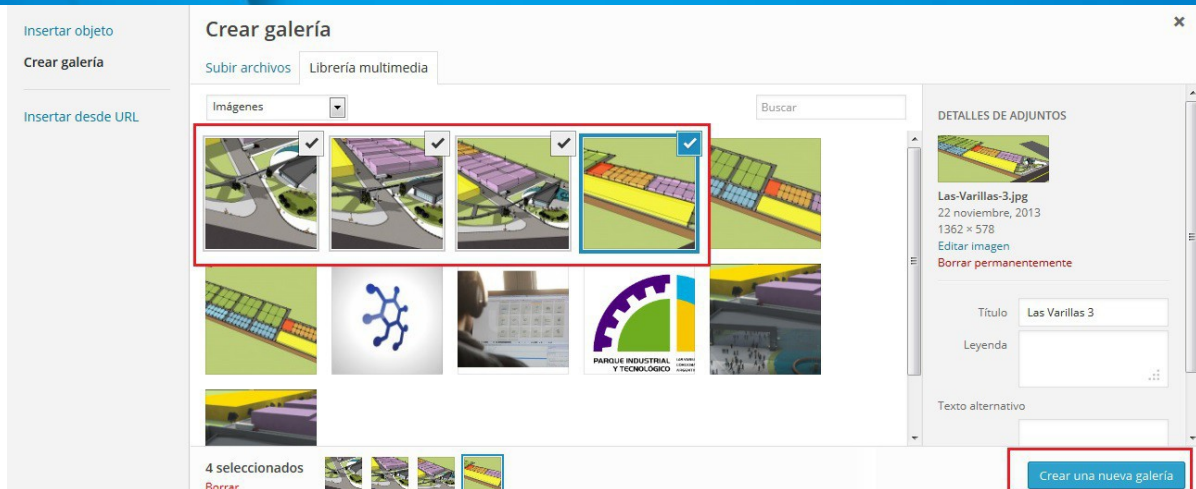 Insertar objeto
Crear galería
Insertar desde URL
Crear galería
Subir archivos
Librería multimedia
Imágenes
Buscar
PARQUE INDUSTRIAL
Y TECNOLÓGICO
4 seleccionados
Borrar
DETALLES DE ADJUNTOS
Las-Varillas-3.jpg
22 noviembre, 2013
1362 × 578
Editar imagen
Borrar permanentemente
Título
Las Varillas 3
Leyenda
Texto alternativo
Crear una nueva galería